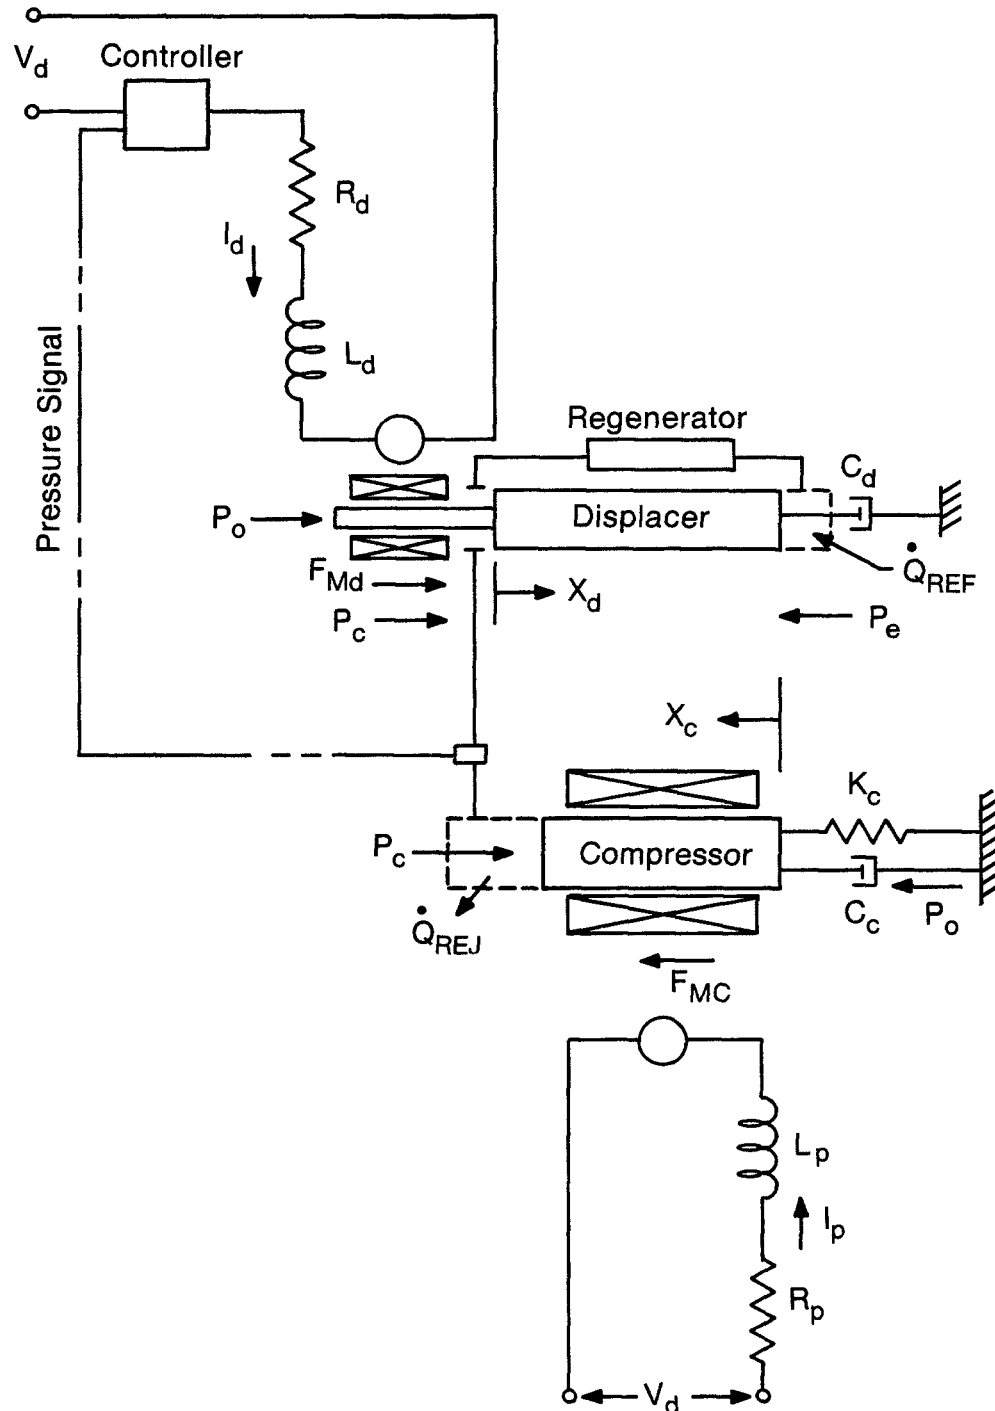 V_d
Controller
R_d
I_d
L_d
Pressure Signal
Regenerator
C_d
P_o
Displacer
Q̇_REF
F_Md
X_d
P_c
P_e
X_c
K_c
P_c
Compressor
C_c
P_o
Q̇_REJ
F_MC
L_p
I_p
R_p
V_d